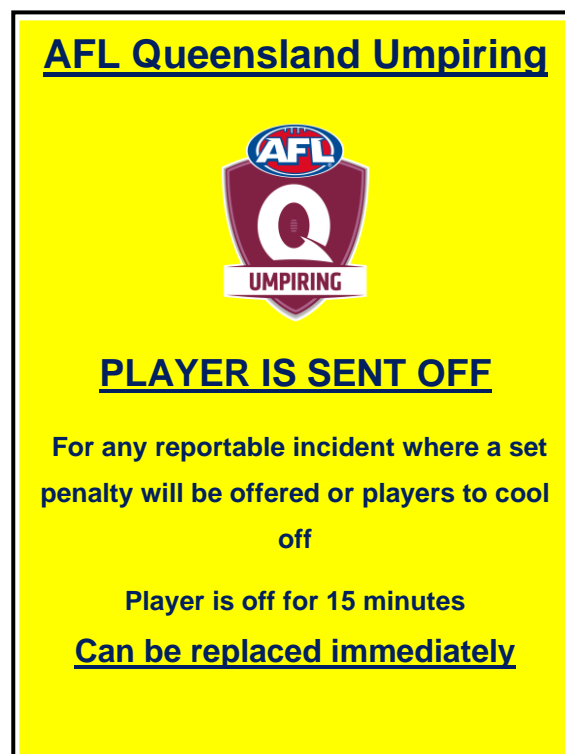 AFL Queensland Umpiring
AFL
Q
UMPIRING
PLAYER IS SENT OFF
For any reportable incident where a set
penalty will be offered or players to cool
off
Player is off for 15 minutes
Can be replaced immediately